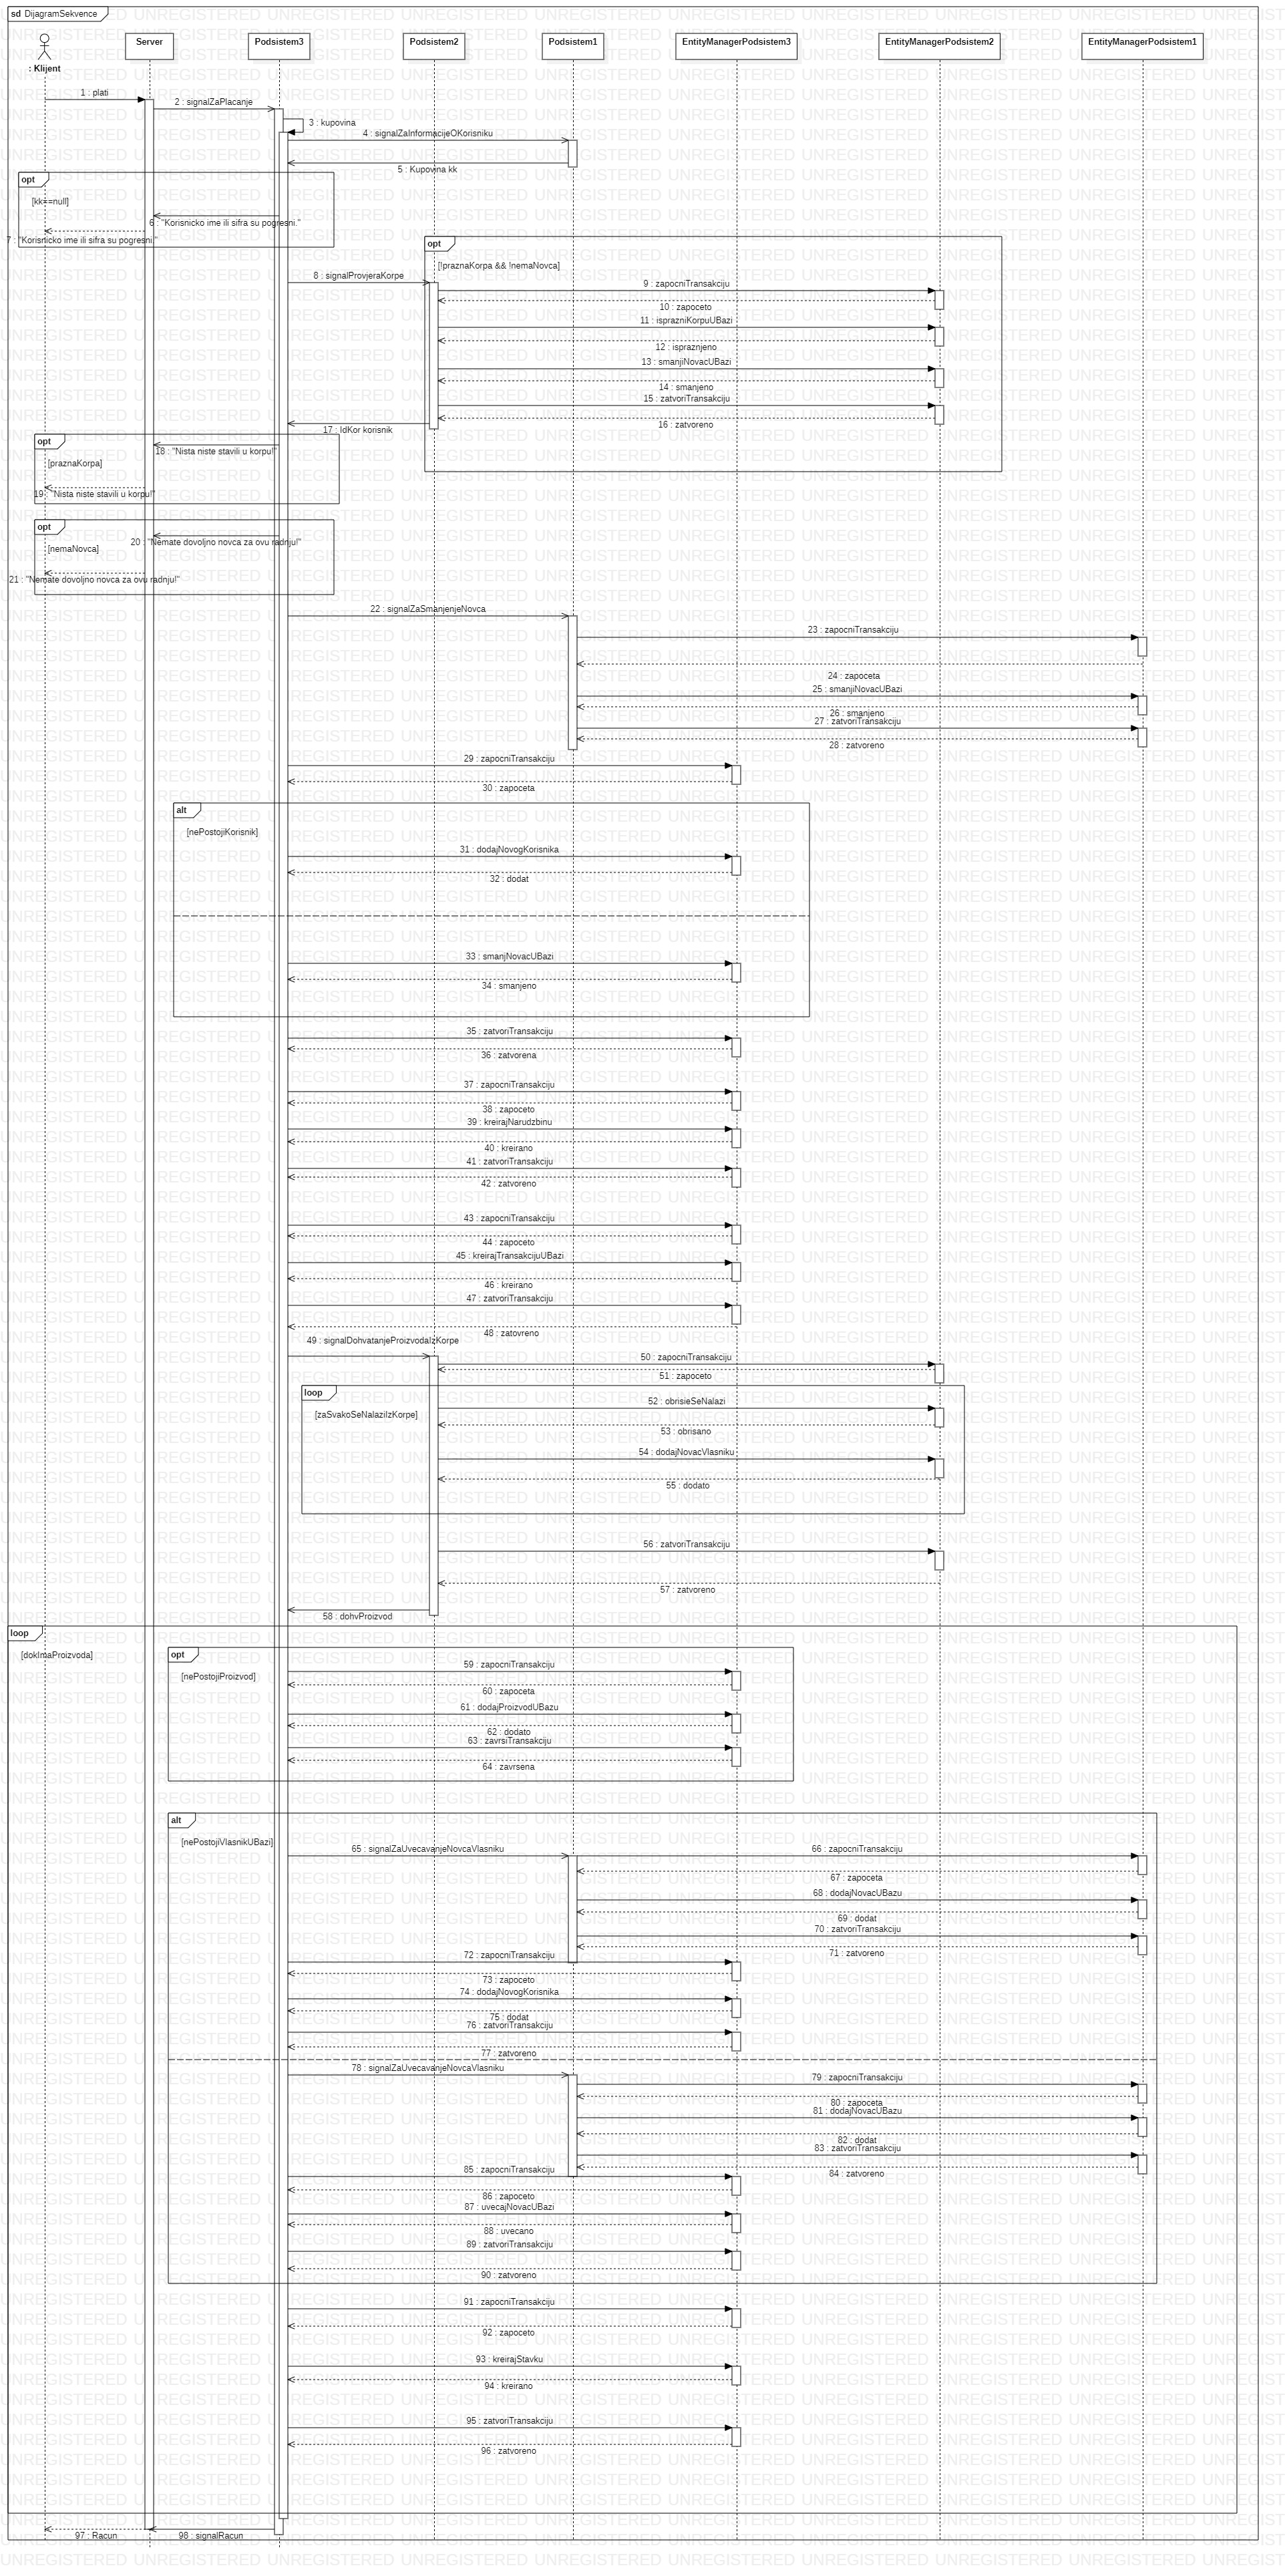 sd DijagramSekvence
: Klijent
Server
Podsistem3
Podsistem2
Podsistem1
EntityManagerPodsistem3
EntityManagerPodsistem2
EntityManagerPodsistem1
1 : plati
2 : signalZaPlacanje
3 : kupovina
4 : signalZaInformacijeOKorisniku
5 : Kupovina kk
opt
[kk==null]
6 : "Korisnicko ime ili sifra su pogresni."
7 : "Korisnicko ime ili sifra su pogresni."
opt
[!praznaKorpa && !nemaNovca]
8 : signalProvjeraKorpe
9 : zapocniTransakciju
10 : zapoceto
11 : isprazniKorpuUBazi
12 : ispraznjeno
13 : smanjiNovacUBazi
14 : smanjeno
15 : zatvoriTransakciju
16 : zatvoreno
17 : IdKor korisnik
opt
[praznaKorpa]
18 : "Nista niste stavili u korpu!"
19 : "Nista niste stavili u korpu!"
opt
[nemaNovca]
20 : "Nemate dovoljno novca za ovu radnju!"
21 : "Nemate dovoljno novca za ovu radnju!"
22 : signalZaSmanjenjeNovca
23 : zapocniTransakciju
24 : zapoceta
25 : smanjiNovacUBazi
26 : smanjeno
27 : zatvoriTransakciju
28 : zatvoreno
29 : zapocniTransakciju
30 : zapoceta
alt
[nePostojiKorisnik]
31 : dodajNovogKorisnika
32 : dodat
33 : smanjNovacUBazi
34 : smanjeno
35 : zatvoriTransakciju
36 : zatvorena
37 : zapocniTransakciju
38 : zapoceto
39 : kreirajNarudzbinu
40 : kreirano
41 : zatvoriTransakciju
42 : zatvoreno
43 : zapocniTransakciju
44 : zapoceto
45 : kreirajTransakcijuUBazi
46 : kreirano
47 : zatvoriTransakciju
48 : zatovreno
49 : signalDohvatanjeProizvodaIzKorpe
50 : zapocniTransakciju
51 : zapoceto
loop
[zaSvakoSeNalaziIzKorpe]
52 : obrisieSeNalazi
53 : obrisano
54 : dodajNovacVlasniku
55 : dodato
56 : zatvoriTransakciju
57 : zatvoreno
58 : dohvProizvod
loop
[dokImaProizvoda]
opt
[nePostojiProizvod]
59 : zapocniTransakciju
60 : zapoceta
61 : dodajProizvodUBazu
62 : dodato
63 : zavrsiTransakciju
64 : zavrsena
alt
[nePostojiVlasnikUBazi]
65 : signalZaUvecavanjeNovcaVlasniku
66 : zapocniTransakciju
67 : zapoceta
68 : dodajNovacUBazu
69 : dodat
70 : zatvoriTransakciju
71 : zatvoreno
72 : zapocniTransakciju
73 : zapoceto
74 : dodajNovogKorisnika
75 : dodat
76 : zatvoriTransakciju
77 : zatvoreno
78 : signalZaUvecavanjeNovcaVlasniku
79 : zapocniTransakciju
80 : zapoceta
81 : dodajNovacUBazu
82 : dodat
83 : zatvoriTransakciju
84 : zatvoreno
85 : zapocniTransakciju
86 : zapoceto
87 : uvecajNovacUBazi
88 : uvecano
89 : zatvoriTransakciju
90 : zatvoreno
91 : zapocniTransakciju
92 : zapoceto
93 : kreirajStavku
94 : kreirano
95 : zatvoriTransakciju
96 : zatvoreno
97 : Racun
98 : signalRacun